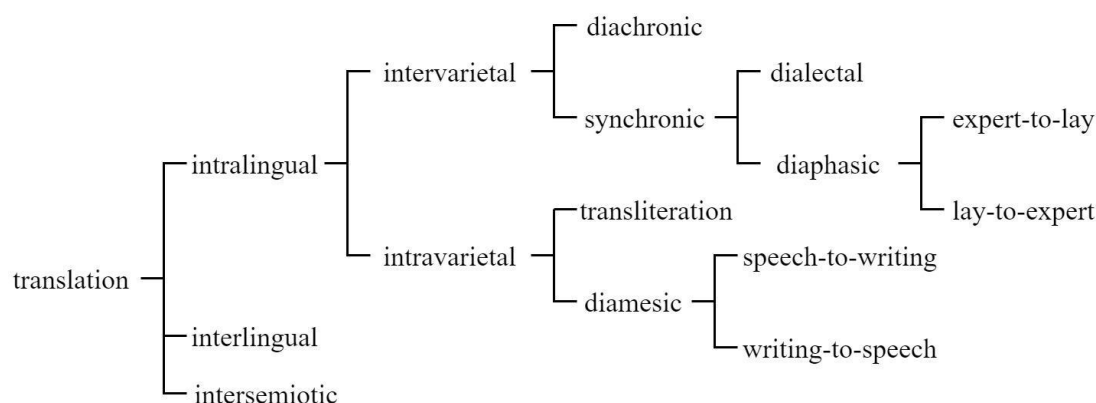 diachronic
intervarietal
dialectal
synchronic
expert-to-lay
intralingual
diaphasic
transliteration
lay-to-expert
intravarietal
speech-to-writing
translation
diamesic
interlingual
writing-to-speech
intersemiotic